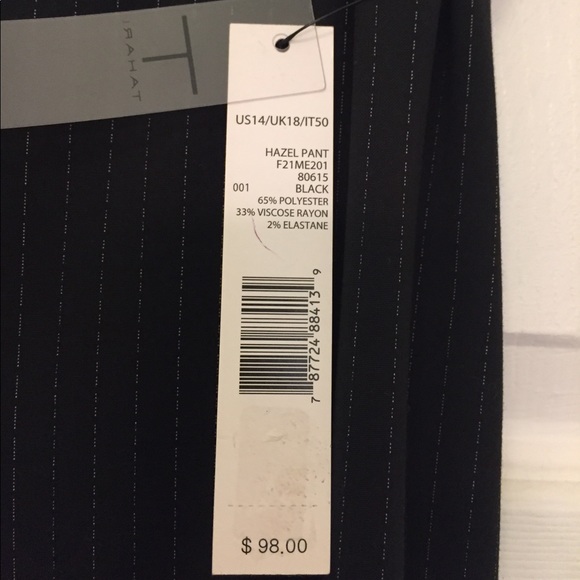 T
TAHARI
US14/UK18/IT50
HAZEL PANT
F21ME201
80615
001 BLACK
65% POLYESTER
33% VISCOSE RAYON
2% ELASTANE
7 87724 88413 9
$ 98.00